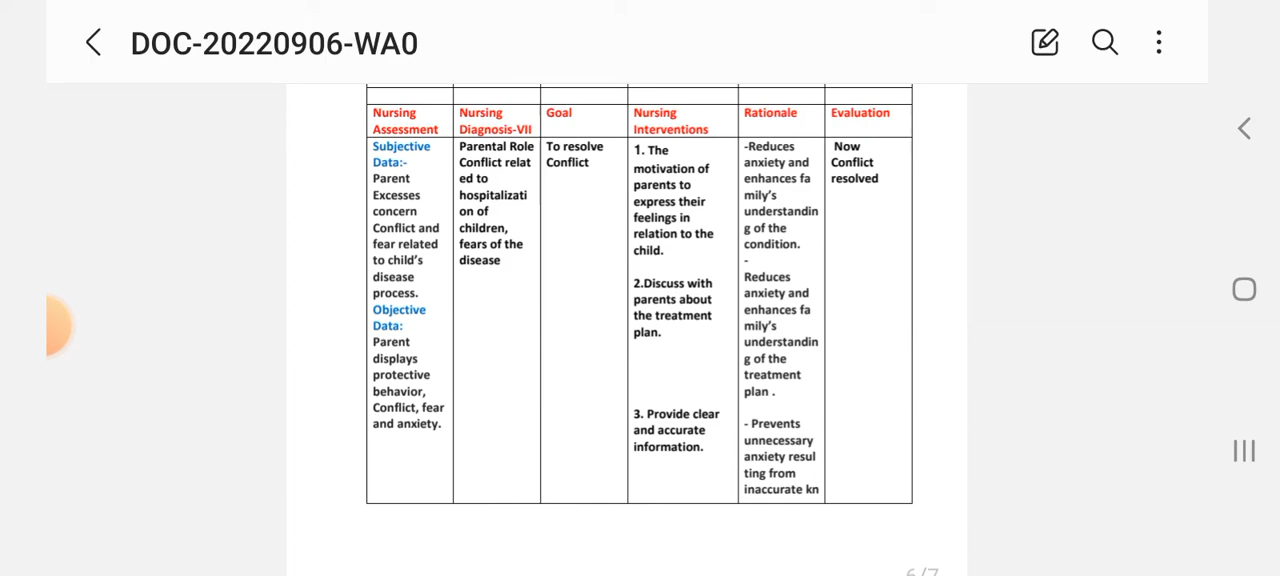 DOC-20220906-WA0
Nursing
Assessment
Nursing
Diagnosis-VII
Goal
Nursing
Interventions
Rationale
Evaluation
Subjective
Data:-
Parent
Excesses
concern
Conflict and
fear related
to child's
disease
process.
Objective
Data:
Parent
displays
protective
behavior,
Conflict, fear
and anxiety.
Parental Role
Conflict relat
ed to
hospitalizati
on of
children,
fears of the
disease
To resolve
Conflict
1. The
motivation of
parents to
express their
feelings in
relation to the
child.
2.Discuss with
parents about
the treatment
plan.
3. Provide clear
and accurate
information.
-Reduces
anxiety and
enhances fa
mily's
understandin
g of the
condition.
-
Reduces
anxiety and
enhances fa
mily's
understandin
g of the
treatment
plan .
- Prevents
unnecessary
anxiety resul
ting from
inaccurate kn
Now
Conflict
resolved
6/7